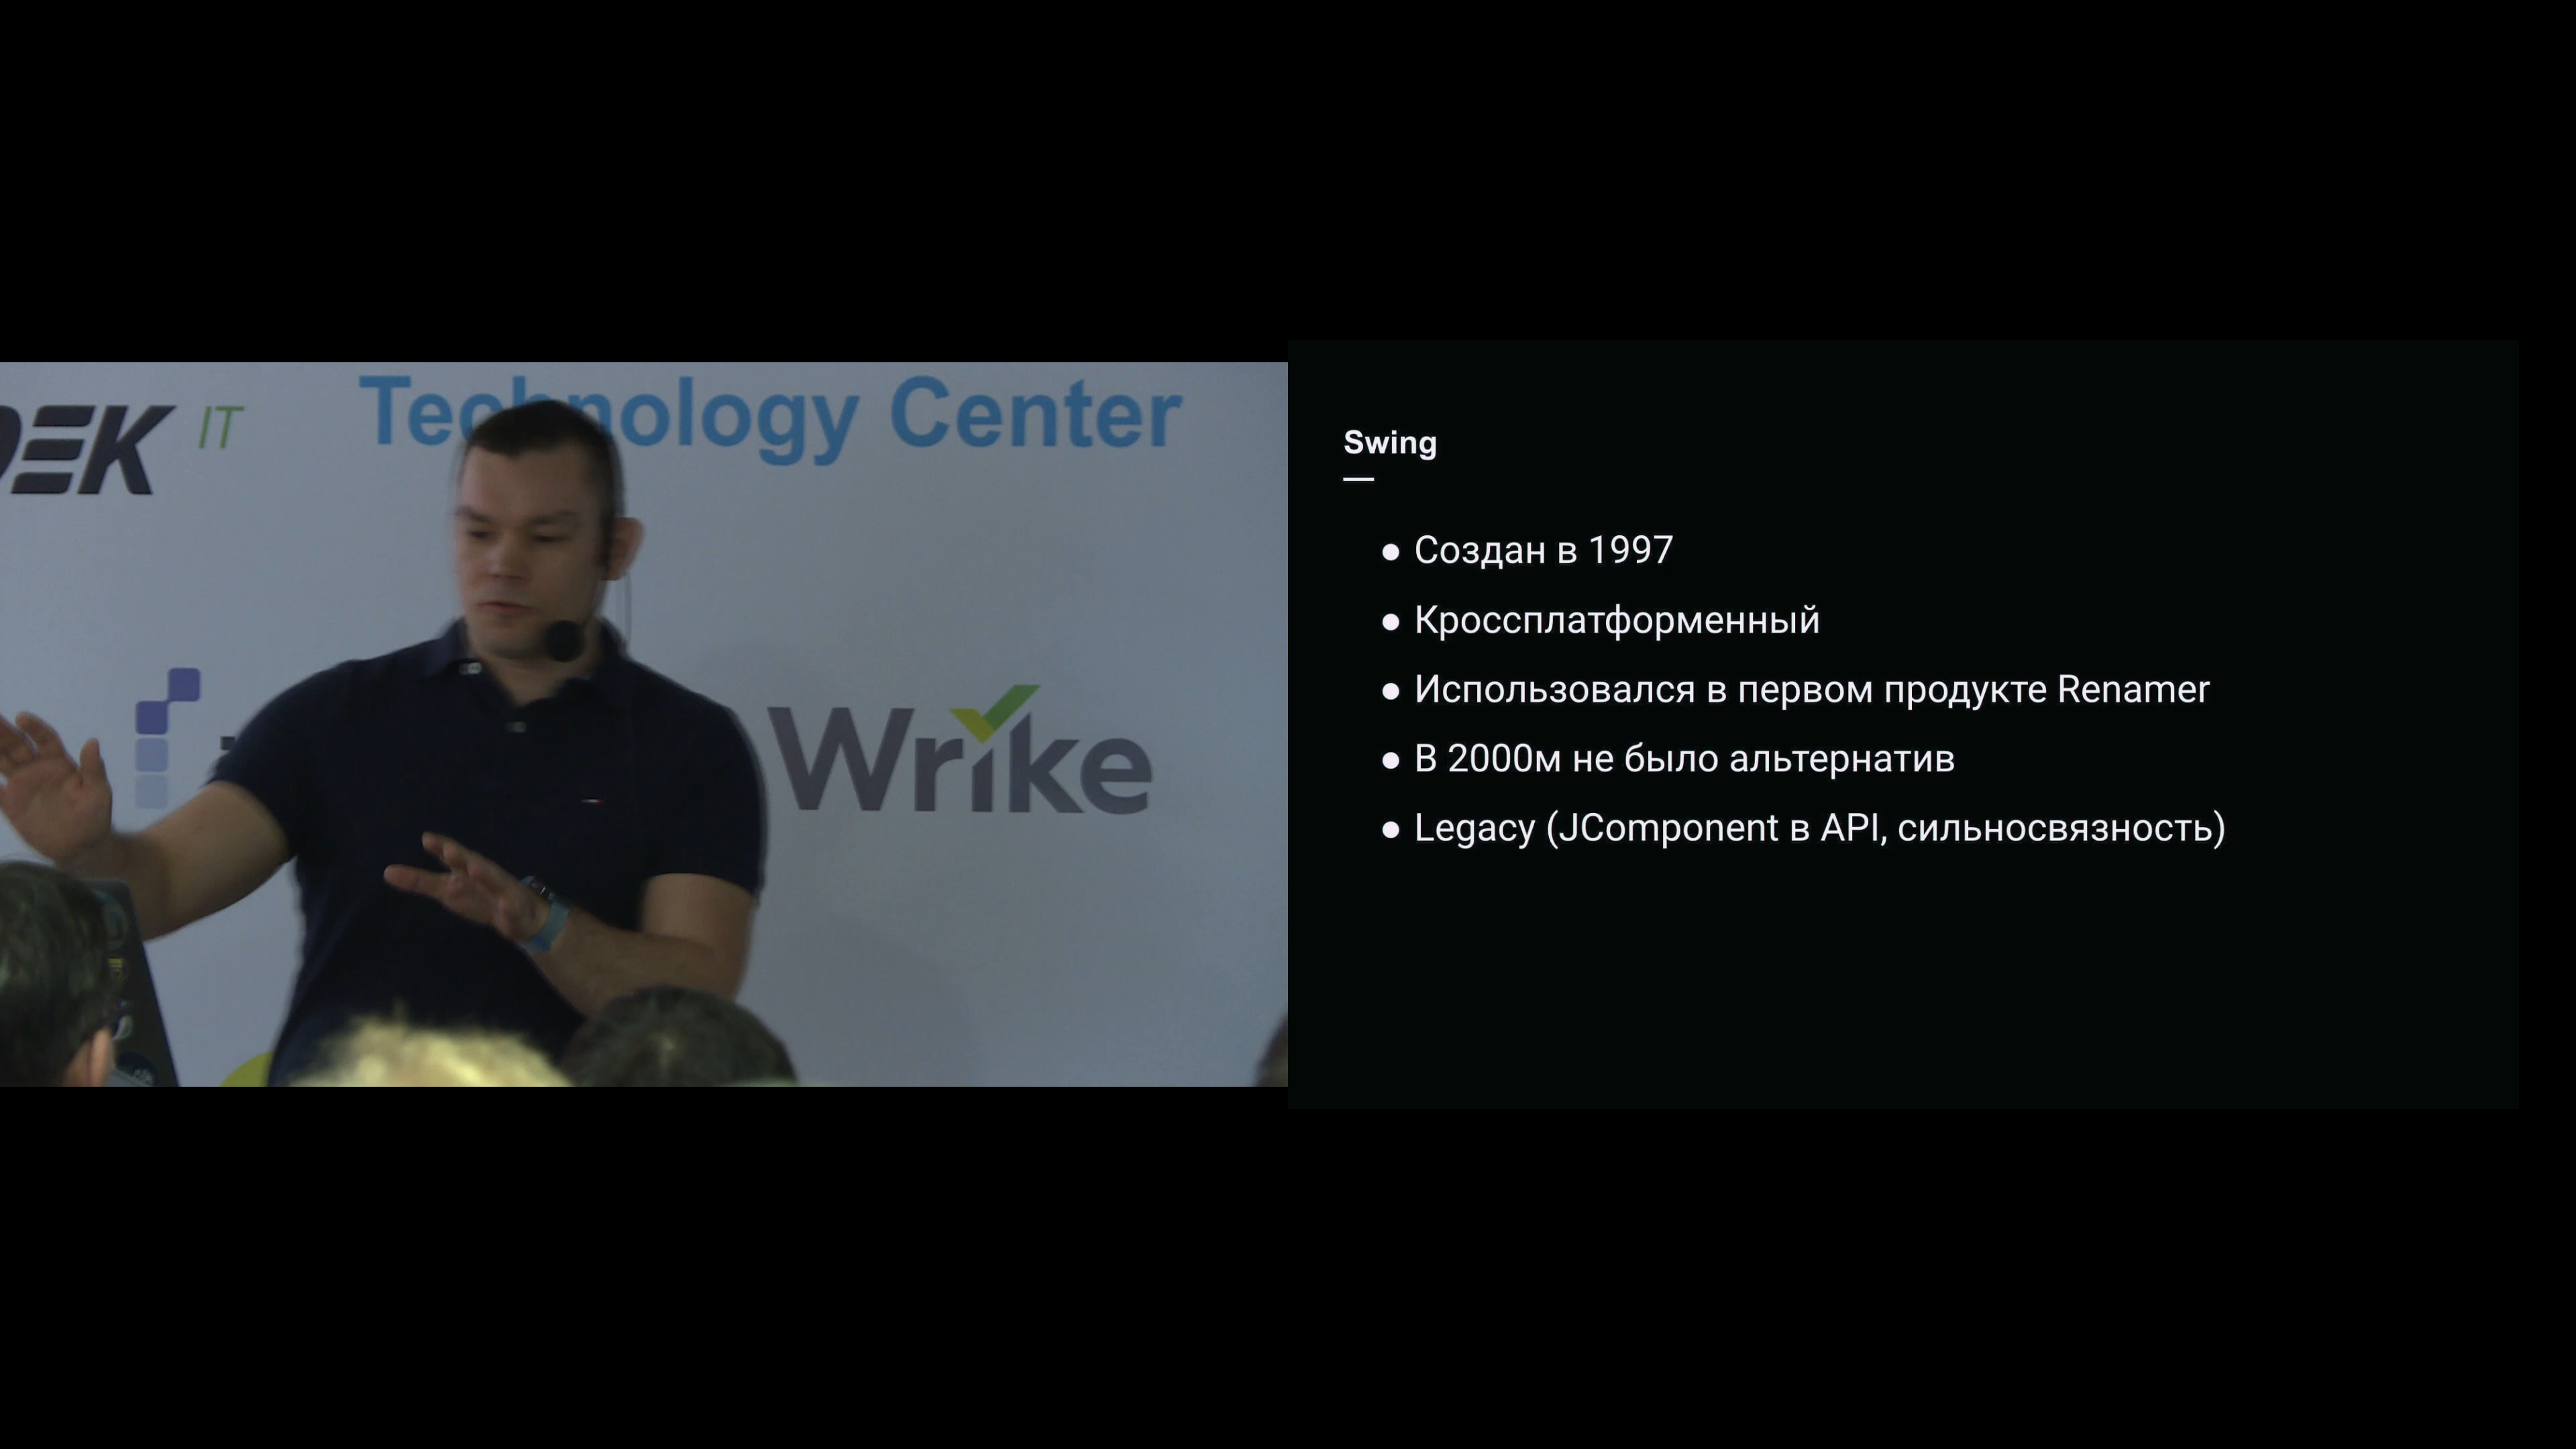 IT
Technology Center
Wrike
Swing
● Создан в 1997
● Кроссплатформенный
● Использовался в первом продукте Renamer
● В 2000м не было альтернатив
● Legacy (JComponent в API, сильносвязность)